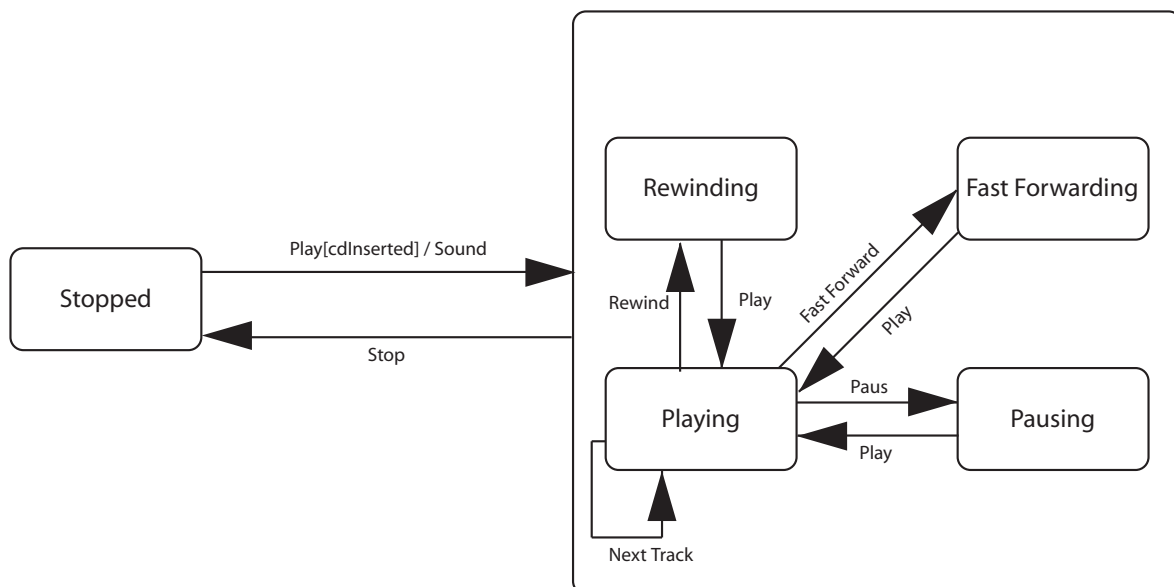 Rewinding
Fast Forwarding
Play[cdInserted] / Sound
Stopped
Rewind
Play
Fast Forward
Play
Stop
Playing
Paus
Pausing
Play
Next Track